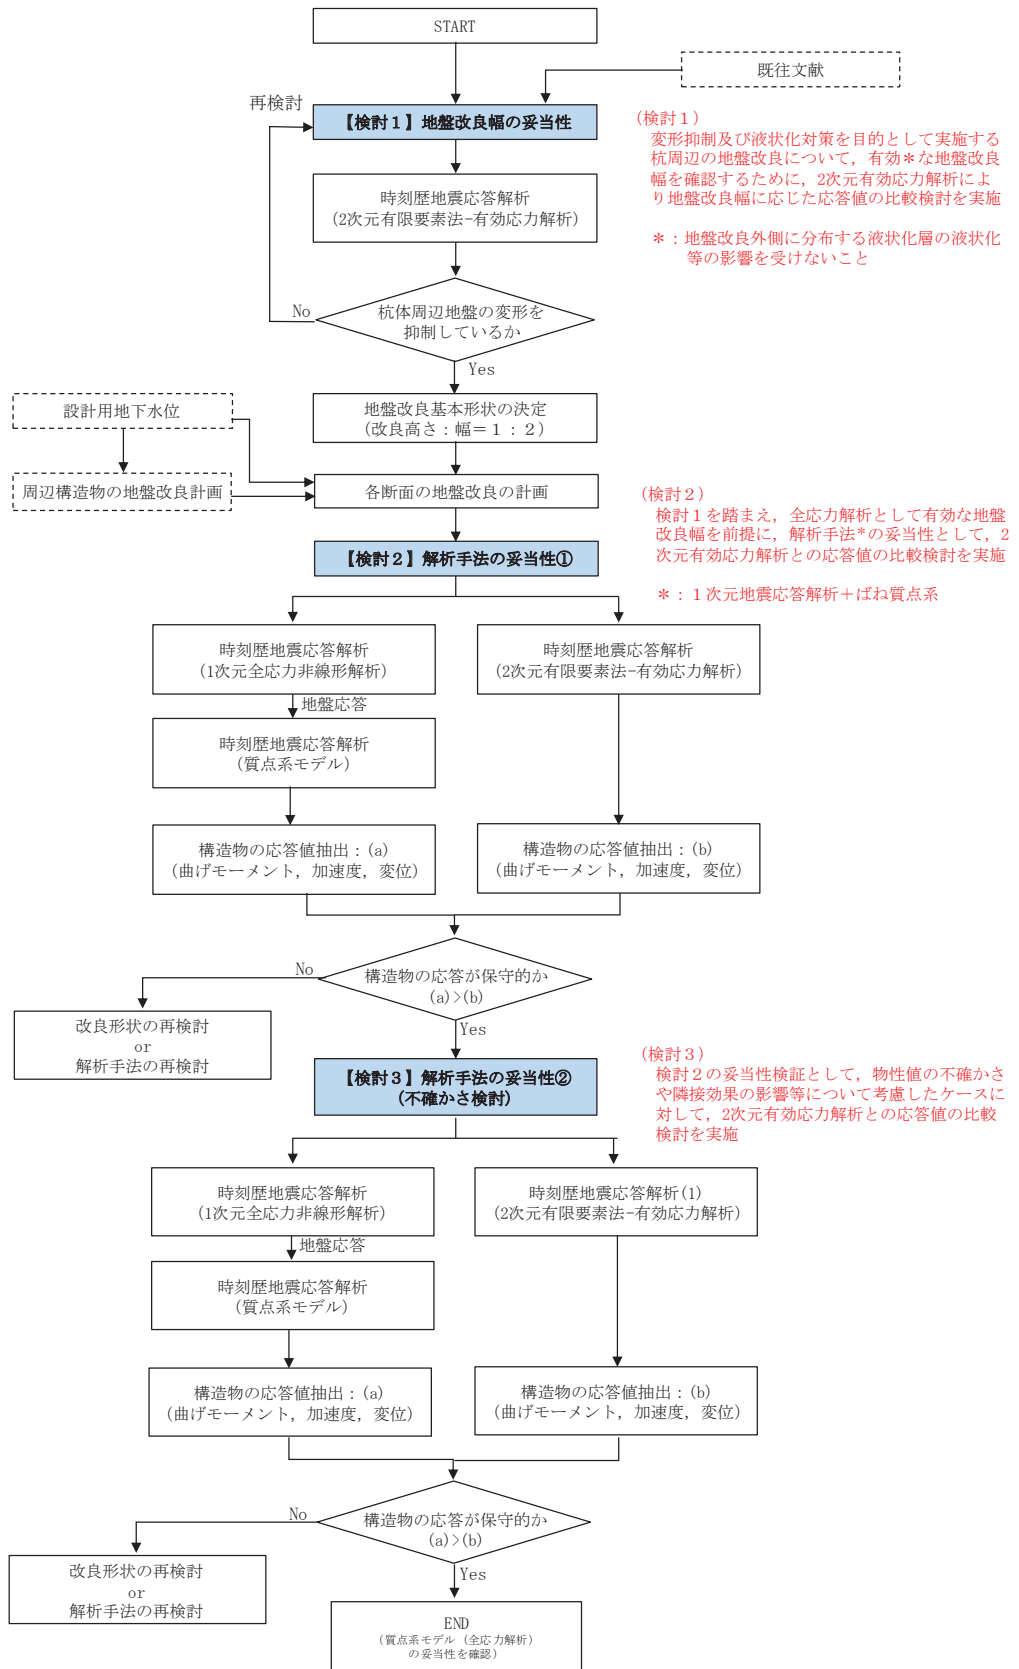 START
既往文献
再検討
【検討１】地盤改良幅の妥当性
（検討１）
変形抑制及び液状化対策を目的として実施する
杭周辺の地盤改良について，有効＊な地盤改良
幅を確認するために，2次元有効応力解析によ
り地盤改良幅に応じた応答値の比較検討を実施
＊：地盤改良外側に分布する液状化層の液状化
等の影響を受けないこと
時刻歴地震応答解析
(2次元有限要素法-有効応力解析)
No
杭体周辺地盤の変形を
抑制しているか
Yes
地盤改良基本形状の決定
(改良高さ：幅＝１：２)
設計用地下水位
周辺構造物の地盤改良計画
各断面の地盤改良の計画
（検討２）
検討１を踏まえ，全応力解析として有効な地盤
改良幅を前提に，解析手法*の妥当性として，2
次元有効応力解析との応答値の比較検討を実施
＊：１次元地震応答解析＋ばね質点系
【検討２】解析手法の妥当性①
時刻歴地震応答解析
(1次元全応力非線形解析)
時刻歴地震応答解析
(2次元有限要素法-有効応力解析)
地盤応答
時刻歴地震応答解析
(質点系モデル)
構造物の応答値抽出：(a)
(曲げモーメント，加速度，変位)
構造物の応答値抽出：(b)
(曲げモーメント，加速度，変位)
No
構造物の応答が保守的か
(a)>(b)
Yes
改良形状の再検討
or
解析手法の再検討
【検討３】解析手法の妥当性②
(不確かさ検討)
（検討３）
検討２の妥当性検証として，物性値の不確かさ
や隣接効果の影響等について考慮したケースに
対して，2次元有効応力解析との応答値の比較
検討を実施
時刻歴地震応答解析
(1次元全応力非線形解析)
時刻歴地震応答解析(1)
(2次元有限要素法-有効応力解析)
地盤応答
時刻歴地震応答解析
(質点系モデル)
構造物の応答値抽出：(a)
(曲げモーメント，加速度，変位)
構造物の応答値抽出：(b)
(曲げモーメント，加速度，変位)
No
構造物の応答が保守的か
(a)>(b)
Yes
改良形状の再検討
or
解析手法の再検討
END
（質点系モデル（全応力解析）
の妥当性を確認）